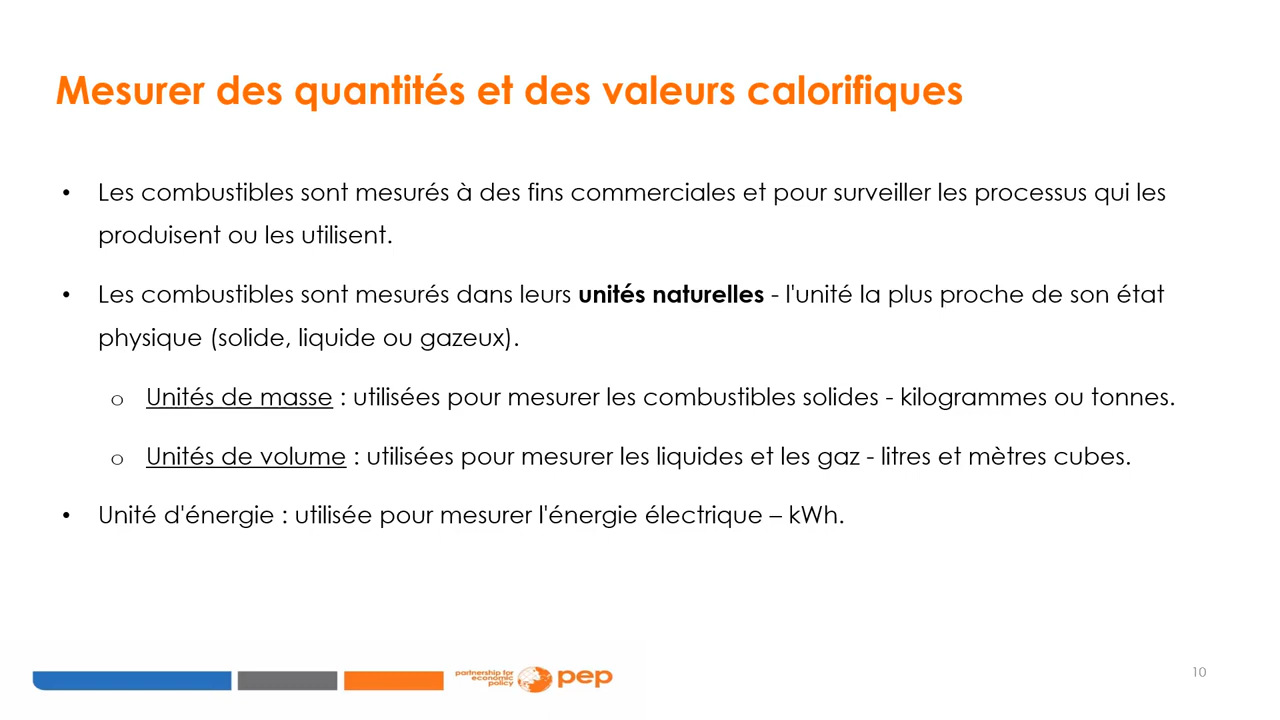 Mesurer des quantités et des valeurs calorifiques
• Les combustibles sont mesurés à des fins commerciales et pour surveiller les processus qui les
produisent ou les utilisent.
• Les combustibles sont mesurés dans leurs unités naturelles - l'unité la plus proche de son état
physique (solide, liquide ou gazeux).
o Unités de masse : utilisées pour mesurer les combustibles solides - kilogrammes ou tonnes.
o Unités de volume : utilisées pour mesurer les liquides et les gaz - litres et mètres cubes.
• Unité d'énergie : utilisée pour mesurer l'énergie électrique – kWh.
partnership for
economic
policy
pep
10